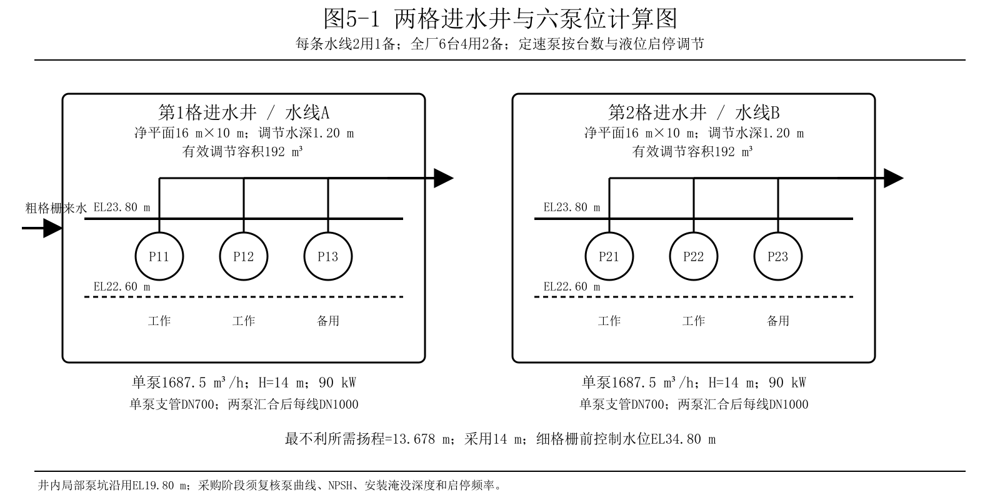 图5-1 两格进水井与六泵位计算图
每条水线2用1备；全厂6台4用2备；定速泵按台数与液位启停调节
第1格进水井 / 水线A
净平面16 m×10 m；调节水深1.20 m
有效调节容积192 m³
粗格栅来水
EL23.80 m
P11
P12
P13
EL22.60 m
工作
工作
备用
单泵1687.5 m³/h；H=14 m；90 kW
单泵支管DN700；两泵汇合后每线DN1000
第2格进水井 / 水线B
净平面16 m×10 m；调节水深1.20 m
有效调节容积192 m³
EL23.80 m
P21
P22
P23
EL22.60 m
工作
工作
备用
单泵1687.5 m³/h；H=14 m；90 kW
单泵支管DN700；两泵汇合后每线DN1000
最不利所需扬程=13.678 m；采用14 m；细格栅前控制水位EL34.80 m
井内局部泵坑沿用EL19.80 m；采购阶段须复核泵曲线、NPSH、安装淹没深度和启停频率。